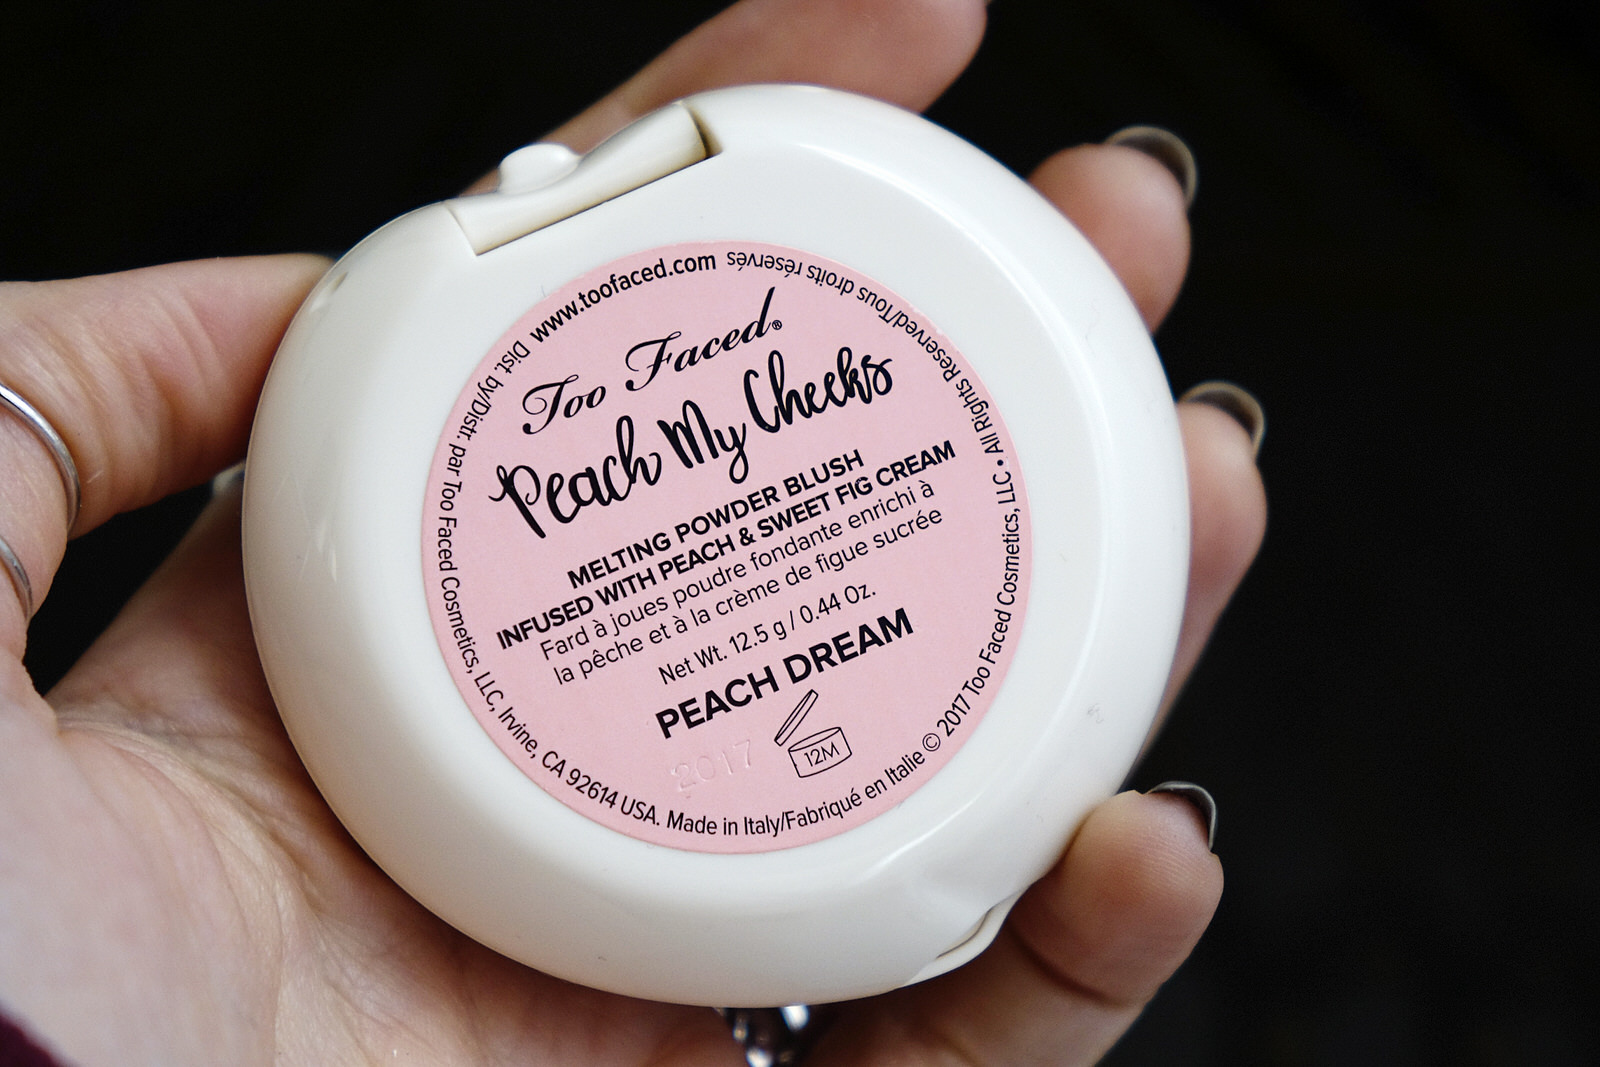 Too Faced®
Peach My Cheeks
MELTING POWDER BLUSH
INFUSED WITH PEACH & SWEET FIG CREAM
Fard à joues poudre fondante enrichi à
la pêche et à la crème de figue sucrée
Net Wt. 12.5 g / 0.44 Oz.
PEACH DREAM
2017
12M
www.toofaced.com
Dist. by/Distr. par Too Faced Cosmetics, LLC, Irvine, CA 92614 USA. Made in Italy/Fabriqué en Italie © 2017 Too Faced Cosmetics, LLC • All Rights Reserved/Tous droits réservés